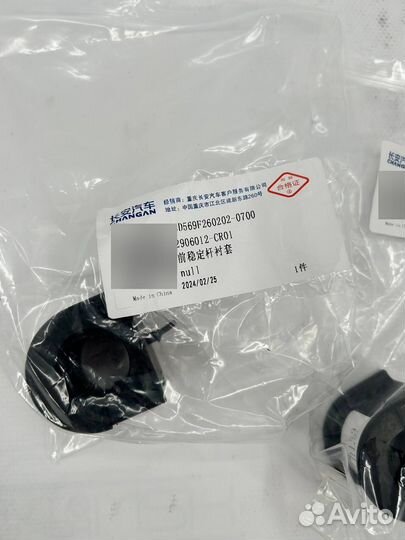 长安汽车
CHANGAN
经销商：重庆长安汽车客户服务有限公司
地址：中国重庆市江北区建新东路260号
合格证
D569F260202-0700
2906012-CR01
前稳定杆衬套
null
2024/02/25
1件
Made in China
长安
CHA
Avito